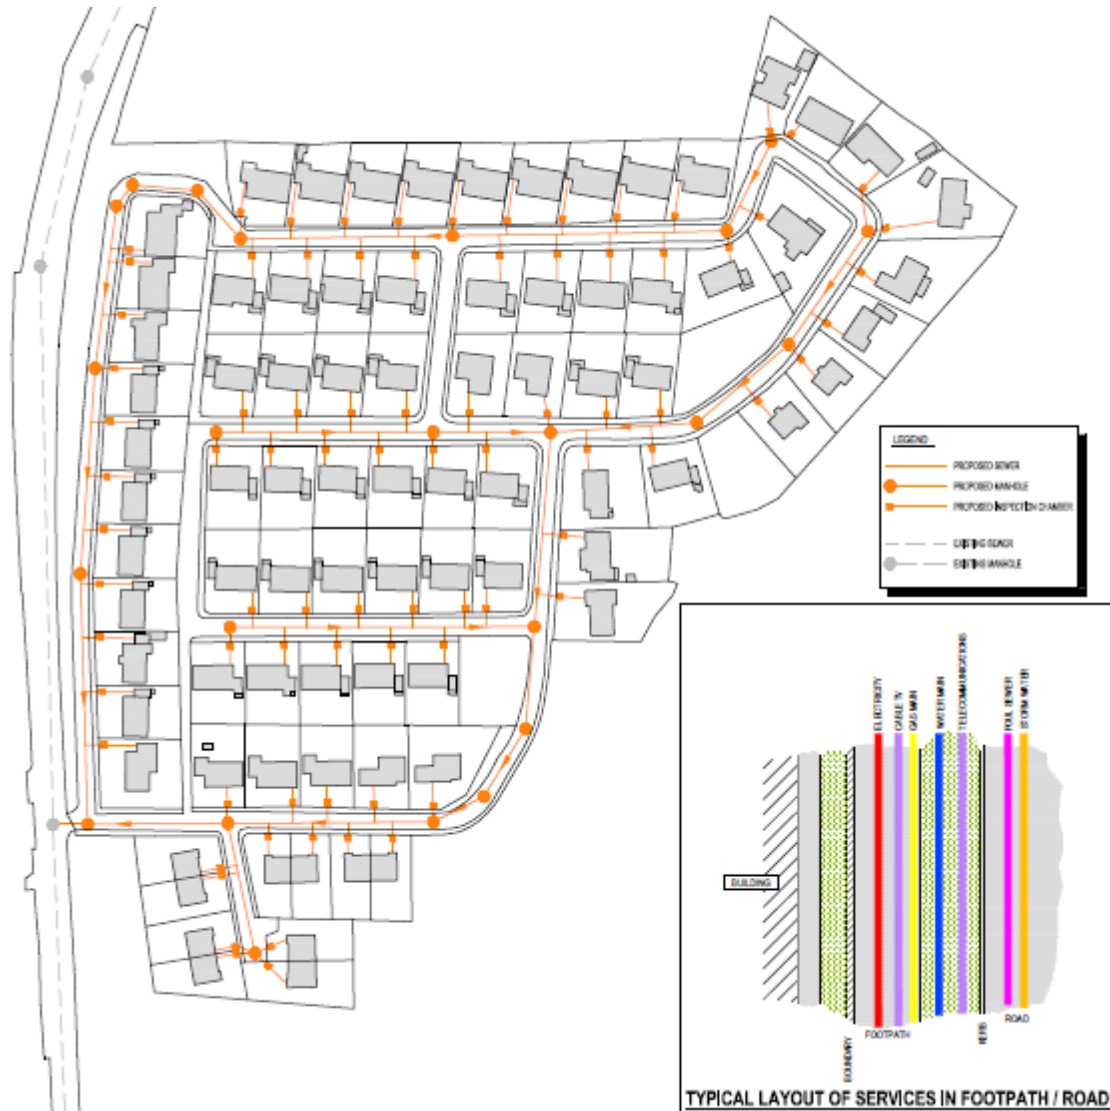 LEGEND
PROPOSED SEWER
PROPOSED MANHOLE
PROPOSED INSPECTION CHAMBER
EXISTING SEWER
EXISTING MANHOLE
ELECTRICITY
CABLE TV
GAS MAIN
WATER MAIN
TELECOMMUNICATIONS
FOUL SEWER
STORM WATER
BUILDING
BOUNDARY
FOOTPATH
KERB
ROAD
TYPICAL LAYOUT OF SERVICES IN FOOTPATH / ROAD